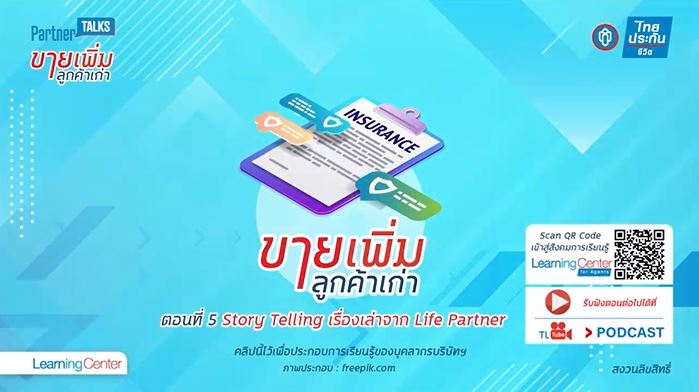 Partner TALKS
ขายเพิ่ม
ลูกค้าเก่า
ไทย
ประกัน
ชีวิต
INSURANCE
ขายเพิ่ม
ลูกค้าเก่า
ตอนที่ 5 Story Telling เรื่องเล่าจาก Life Partner
คลิปนี้ไว้เพื่อประกอบการเรียนรู้ของบุคลากรบริษัทฯ
ภาพประกอบ : freepik.com
Scan QR Code
เข้าสู่สังคมการเรียนรู้
Learning Center
for Agents
รับฟังตอนต่อไปได้ที่
TL Tube
PODCAST
Learning Center
สงวนลิขสิทธิ์